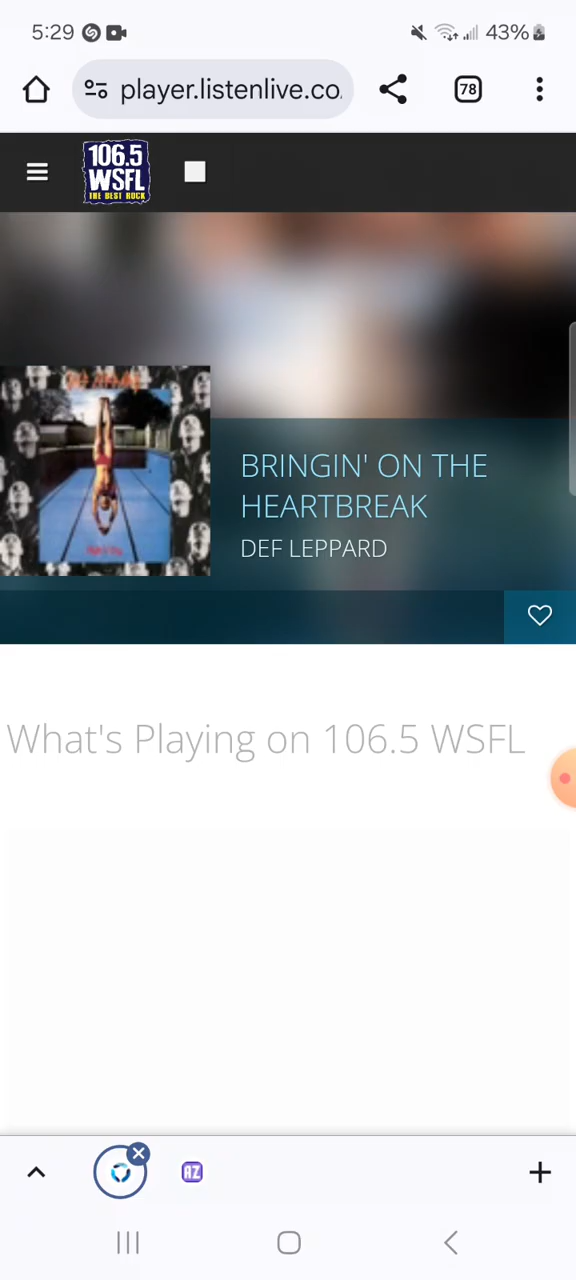 5:29
43%
player.listenlive.co.
78
106.5
WSFL
THE BEST ROCK
BRINGIN' ON THE
HEARTBREAK
DEF LEPPARD
What's Playing on 106.5 WSFL
AZ